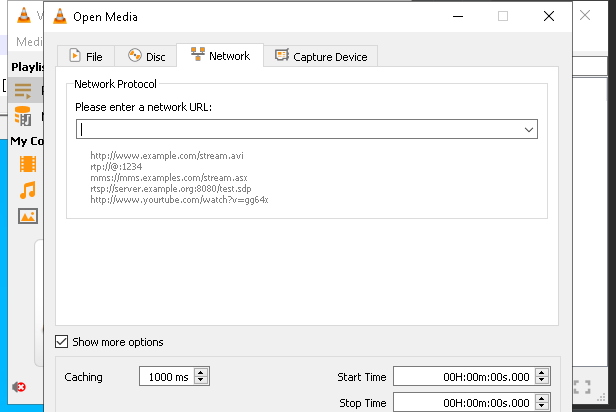 Open Media
Medi
File
Disc
Network
Capture Device
Playlis
Network Protocol
Please enter a network URL:
My Co
http://www.example.com/stream.avi
rtp://@:1234
mms://mms.examples.com/stream.asx
rtsp://server.example.org:8080/test.sdp
http://www.yourtube.com/watch?v=gg64x
Show more options
Caching
1000 ms
Start Time
00H:00m:00s.000
Stop Time
00H:00m:00s.000